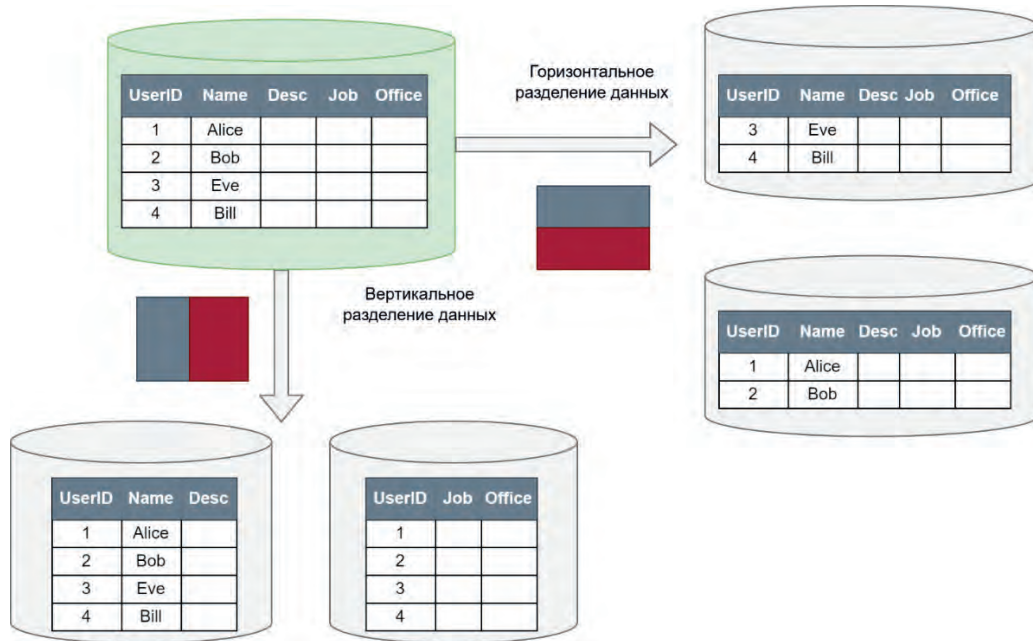 UserID Name Desc Job Office
1 Alice
2 Bob
3 Eve
4 Bill
Горизонтальное
разделение данных
UserID Name Desc Job Office
3 Eve
4 Bill
Вертикальное
разделение данных
UserID Name Desc Job Office
1 Alice
2 Bob
UserID Name Desc
1 Alice
2 Bob
3 Eve
4 Bill
UserID Job Office
1
2
3
4